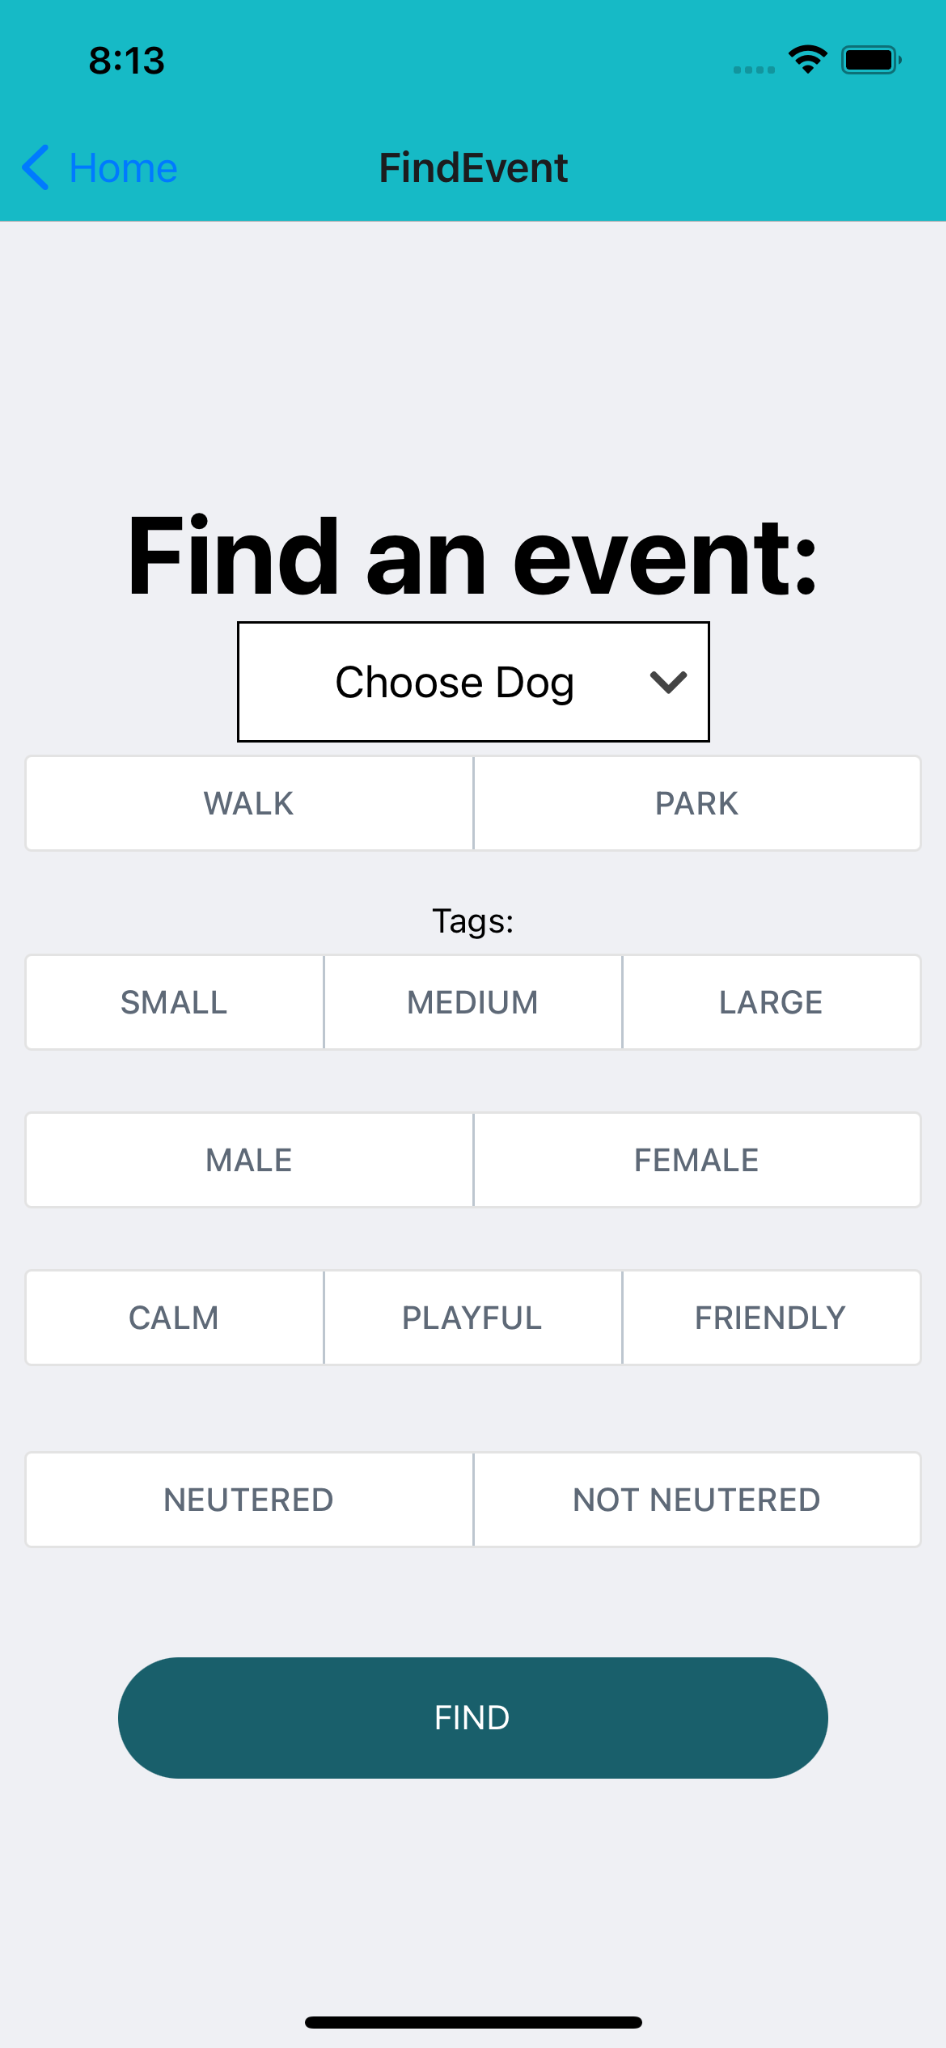 8:13
Home FindEvent
Find an event:
Choose Dog
WALK PARK
Tags:
SMALL MEDIUM LARGE
MALE FEMALE
CALM PLAYFUL FRIENDLY
NEUTERED NOT NEUTERED
FIND